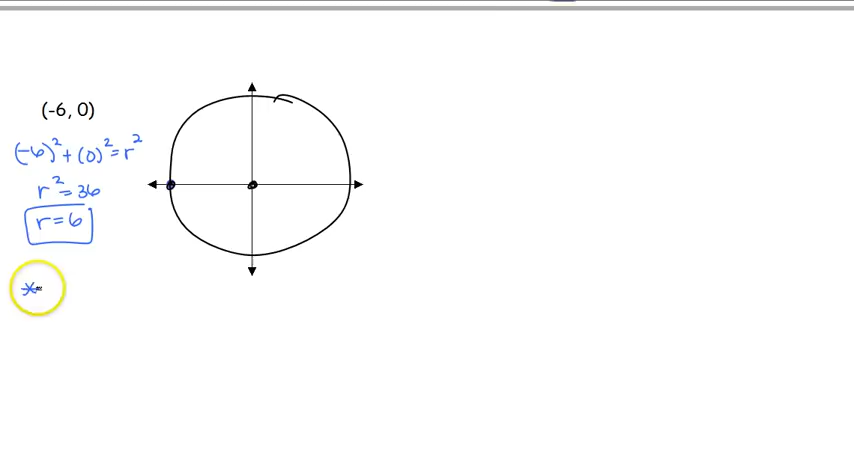 (-6, 0)
(-6)² + (0)² = r²
r² = 36
r = 6